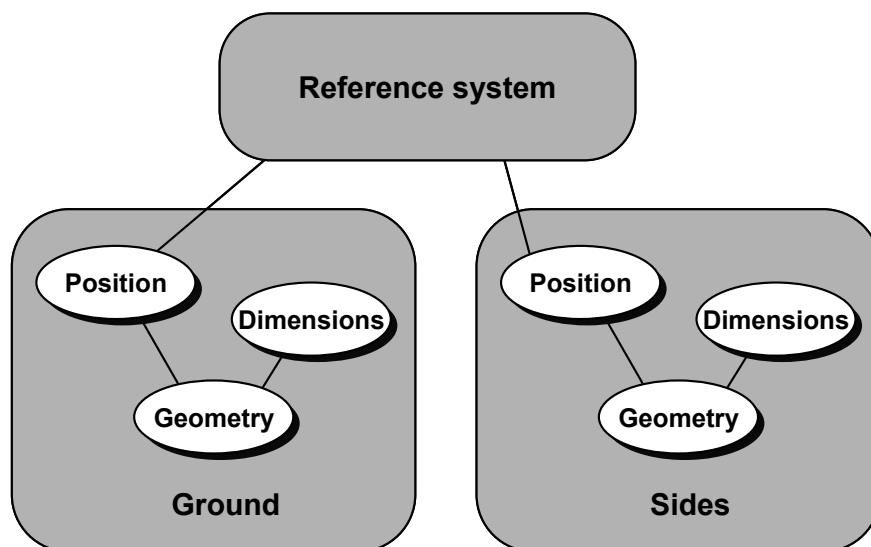 Reference system
Position
Dimensions
Geometry
Ground
Position
Dimensions
Geometry
Sides